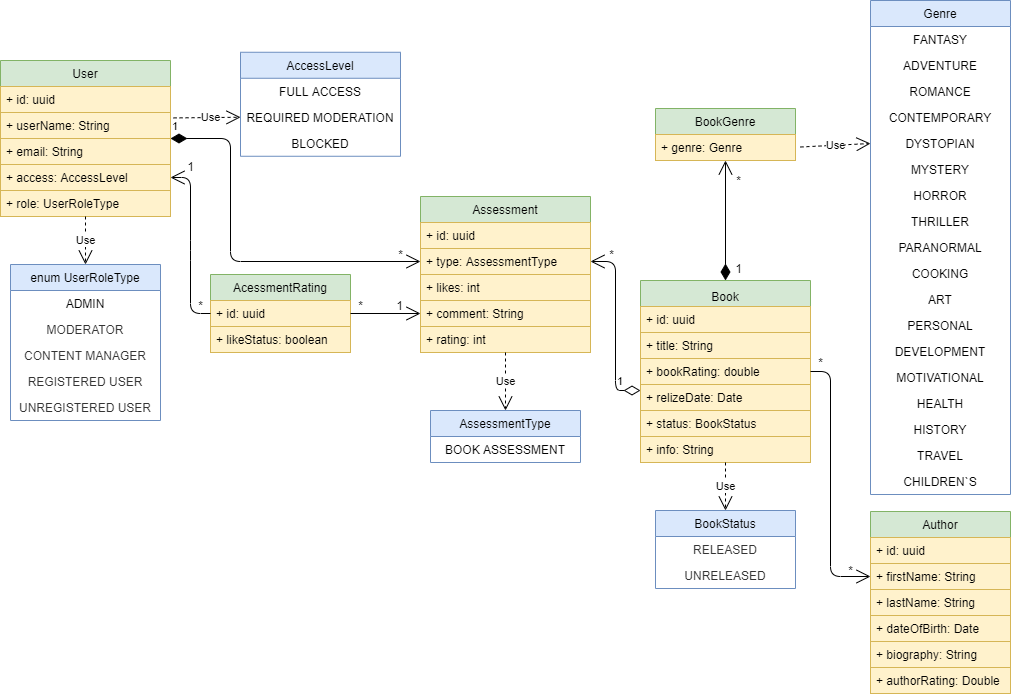 User
+ id: uuid
+ userName: String
+ email: String
+ access: AccessLevel
+ role: UserRoleType
Use
enum UserRoleType
ADMIN
MODERATOR
CONTENT MANAGER
REGISTERED USER
UNREGISTERED USER
Use
AccessLevel
FULL ACCESS
REQUIRED MODERATION
BLOCKED
1
*
1
*
AcessmentRating
+ id: uuid
+ likeStatus: boolean
*
1
Assessment
+ id: uuid
+ type: AssessmentType
+ likes: int
+ comment: String
+ rating: int
Use
AssessmentType
BOOK ASSESSMENT
*
1
BookGenre
+ genre: Genre
Use
*
1
Book
+ id: uuid
+ title: String
+ bookRating: double
+ relizeDate: Date
+ status: BookStatus
+ info: String
Use
BookStatus
RELEASED
UNRELEASED
*
*
Genre
FANTASY
ADVENTURE
ROMANCE
CONTEMPORARY
DYSTOPIAN
MYSTERY
HORROR
THRILLER
PARANORMAL
COOKING
ART
PERSONAL
DEVELOPMENT
MOTIVATIONAL
HEALTH
HISTORY
TRAVEL
CHILDREN`S
Author
+ id: uuid
+ firstName: String
+ lastName: String
+ dateOfBirth: Date
+ biography: String
+ authorRating: Double